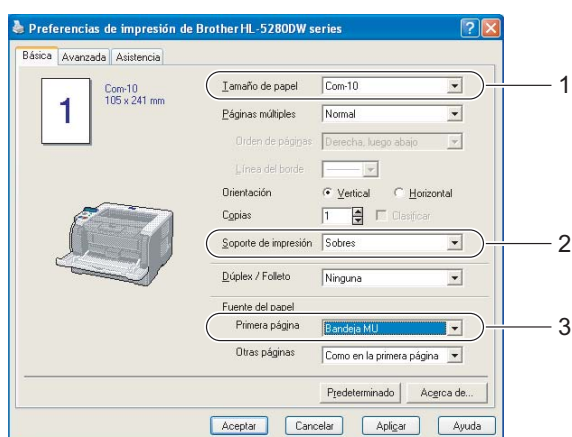 Preferencias de impresión de Brother HL-5280DW series
Básica Avanzada Asistencia
Com-10
105 x 241 mm
1
Tamaño de papel Com-10
1
Páginas múltiples Normal
Orden de páginas Derecha, luego abajo
Línea del borde
Orientación Vertical Horizontal
Copias 1 Clasificar
Soporte de impresión Sobres
2
Dúplex / Folleto Ninguna
Fuente del papel
Primera página Bandeja MU
3
Otras páginas Como en la primera página
Predeterminado Acerca de...
Aceptar Cancelar Aplicar Ayuda